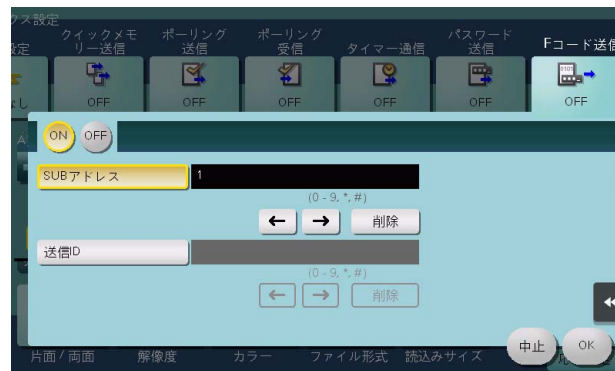 クス設定
設定
クイックメモ
リー送信
ポーリング
送信
ポーリング
受信
タイマー通信
パスワード
送信
Fコード送信
OFF
OFF
OFF
OFF
OFF
OFF
ON
OFF
SUBアドレス
1
(0 - 9, *, #)
←
→
削除
送信ID
(0 - 9, *, #)
←
→
削除
中止
OK
片面 / 両面
解像度
カラー
ファイル形式
読込みサイズ